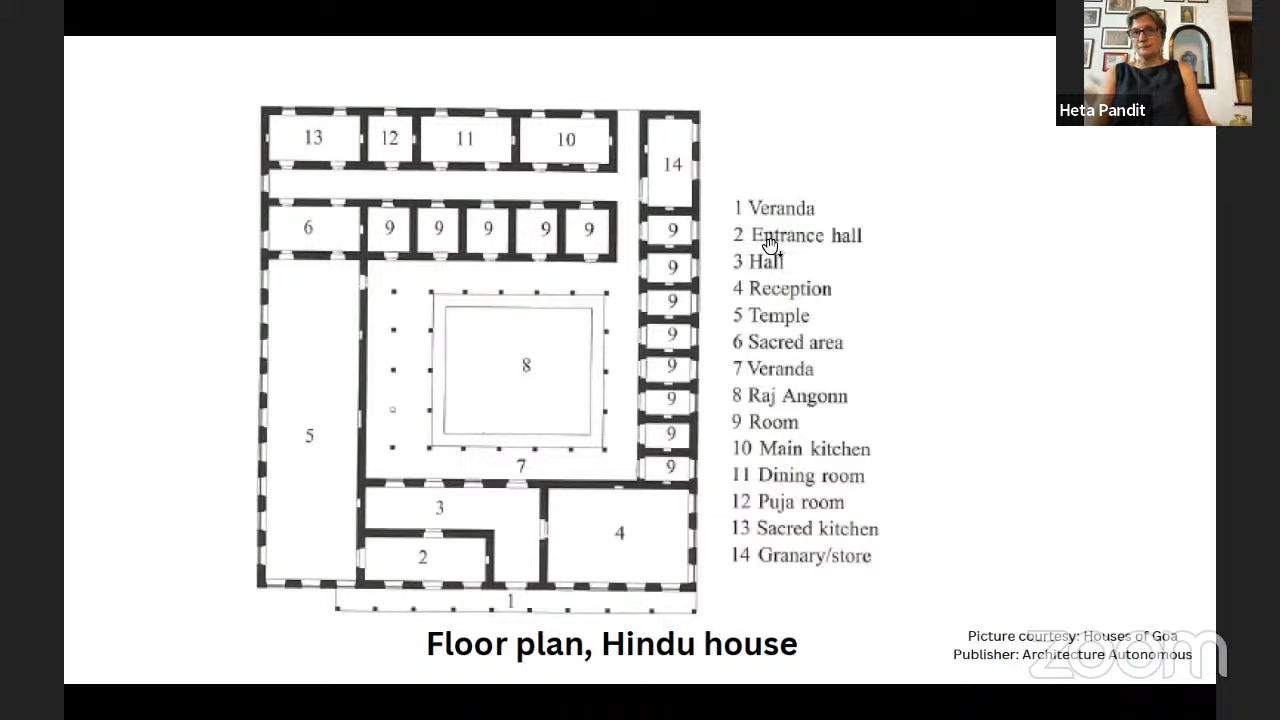 Heta Pandit
13
12
11
10
14
6
9
9
9
9
9
9
9
9
9
9
9
9
9
8
5
7
3
4
2
1
1 Veranda
2 Entrance hall
3 Hall
4 Reception
5 Temple
6 Sacred area
7 Veranda
8 Raj Angonn
9 Room
10 Main kitchen
11 Dining room
12 Puja room
13 Sacred kitchen
14 Granary/store
Floor plan, Hindu house
Picture courtesy: Houses of Goa
Publisher: Architecture Autonomous
zoom